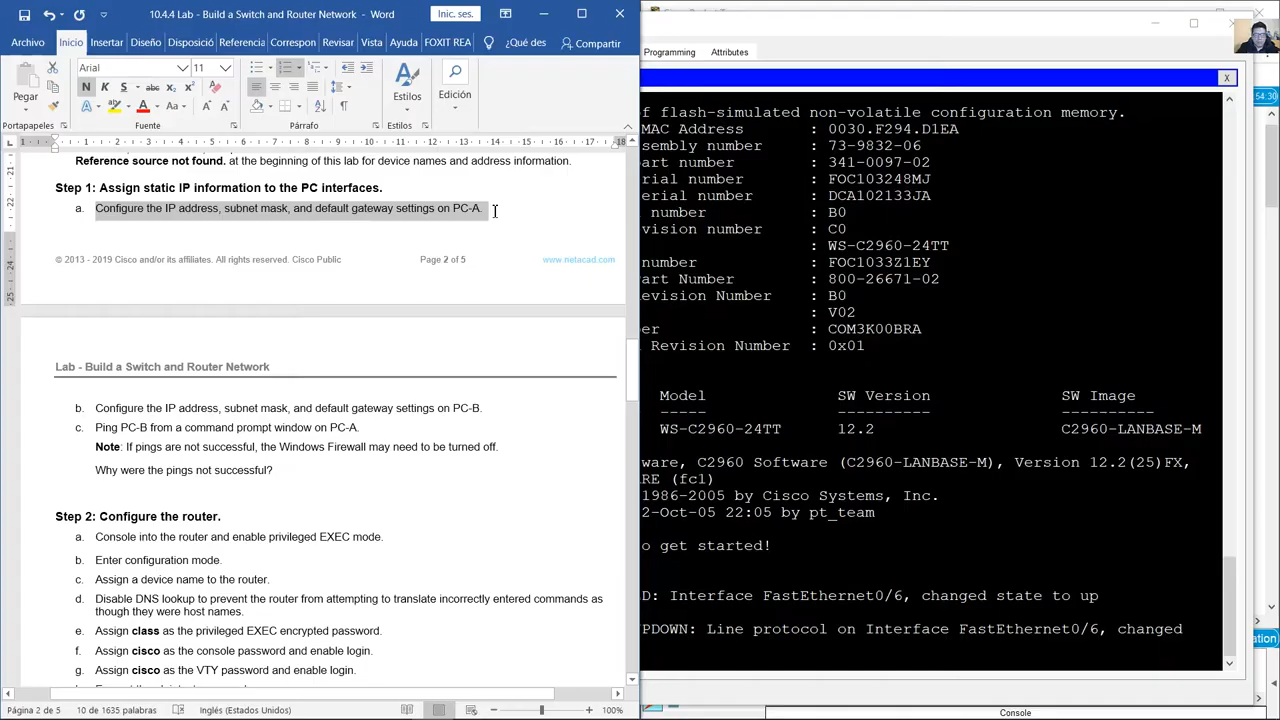 10.4.4 Lab - Build a Switch and Router Network
Inic. ses.
Archivo Inicio Insertar Diseño Disposició Referencia Correspon Revisar Vista Ayuda FOXIT REA ¿Qué des Compartir
Arial 11
Pegar
Estilos
Edición
Portapapeles Fuente Párrafo Estilos
Reference source not found. at the beginning of this lab for device names and address information.
Step 1: Assign static IP information to the PC interfaces.
a. Configure the IP address, subnet mask, and default gateway settings on PC-A.
© 2013 - 2019 Cisco and/or its affiliates. All rights reserved. Cisco Public Page 2 of 5 www.netacad.com
Lab - Build a Switch and Router Network
b. Configure the IP address, subnet mask, and default gateway settings on PC-B.
c. Ping PC-B from a command prompt window on PC-A.
Note: If pings are not successful, the Windows Firewall may need to be turned off.
Why were the pings not successful?
Step 2: Configure the router.
a. Console into the router and enable privileged EXEC mode.
b. Enter configuration mode.
c. Assign a device name to the router.
d. Disable DNS lookup to prevent the router from attempting to translate incorrectly entered commands as
though they were host names.
e. Assign class as the privileged EXEC encrypted password.
f. Assign cisco as the console password and enable login.
g. Assign cisco as the VTY password and enable login.
Página 2 de 5 10 de 1635 palabras Inglés (Estados Unidos) 100%
Programming Attributes
X
of flash-simulated non-volatile configuration memory.
MAC Address : 0030.F294.D1EA
sembly number : 73-9832-06
part number : 341-0097-02
rial number : FOC103248MJ
erial number : DCA102133JA
number : B0
vision number : C0
: WS-C2960-24TT
number : FOC1033Z1EY
art Number : 800-26671-02
evision Number : B0
: V02
er : COM3K00BRA
Revision Number : 0x01
Model SW Version SW Image
----- ---------- ----------
WS-C2960-24TT 12.2 C2960-LANBASE-M
ware, C2960 Software (C2960-LANBASE-M), Version 12.2(25)FX,
RE (fc1)
1986-2005 by Cisco Systems, Inc.
2-Oct-05 22:05 by pt_team
o get started!
D: Interface FastEthernet0/6, changed state to up
PDOWN: Line protocol on Interface FastEthernet0/6, changed
54:30
ation
Console